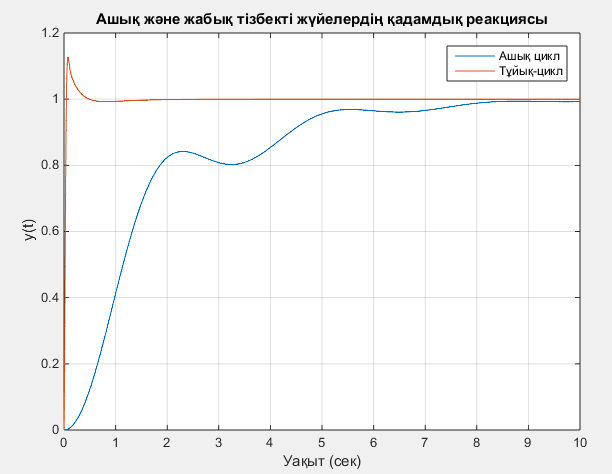 Ашық және жабық тізбекті жүйелердің қадамдық реакциясы
Ашық цикл
Тұйық-цикл
1.2
1
0.8
0.6
0.4
0.2
0
y(t)
0 1 2 3 4 5 6 7 8 9 10
Уақыт (сек)